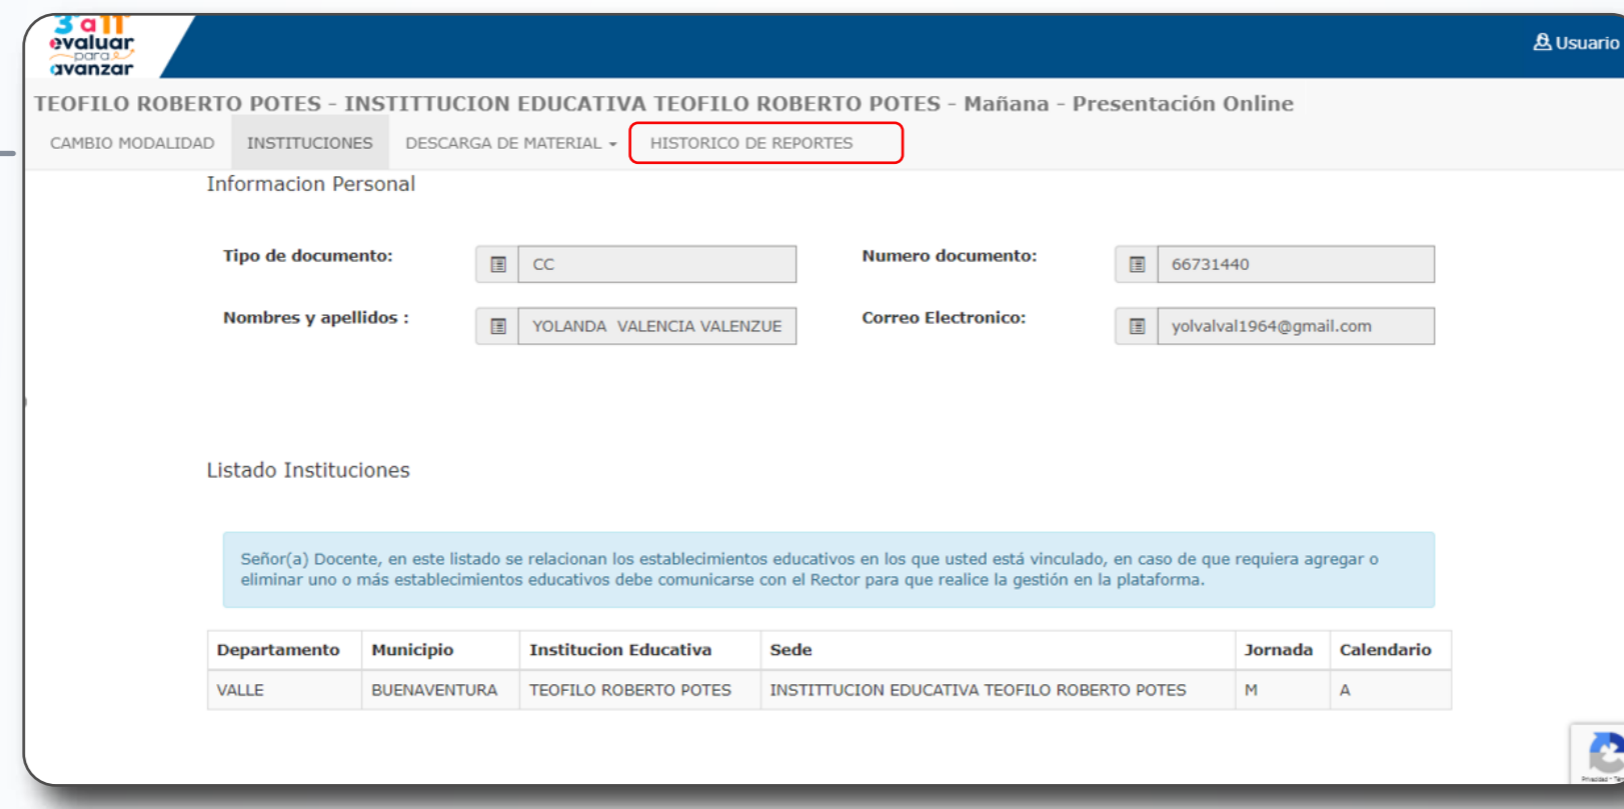 3°a11°
evaluar
para
avanzar
Usuario
TEOFILO ROBERTO POTES - INSTITTUCION EDUCATIVA TEOFILO ROBERTO POTES - Mañana - Presentación Online
CAMBIO MODALIDAD INSTITUCIONES DESCARGA DE MATERIAL HISTORICO DE REPORTES
Informacion Personal
Tipo de documento: CC Numero documento: 66731440
Nombres y apellidos : YOLANDA VALENCIA VALENZUE Correo Electronico: yolvalval1964@gmail.com
Listado Instituciones
Señor(a) Docente, en este listado se relacionan los establecimientos educativos en los que usted está vinculado, en caso de que requiera agregar o
eliminar uno o más establecimientos educativos debe comunicarse con el Rector para que realice la gestión en la plataforma.
Departamento Municipio Institucion Educativa Sede Jornada Calendario
VALLE BUENAVENTURA TEOFILO ROBERTO POTES INSTITTUCION EDUCATIVA TEOFILO ROBERTO POTES M A